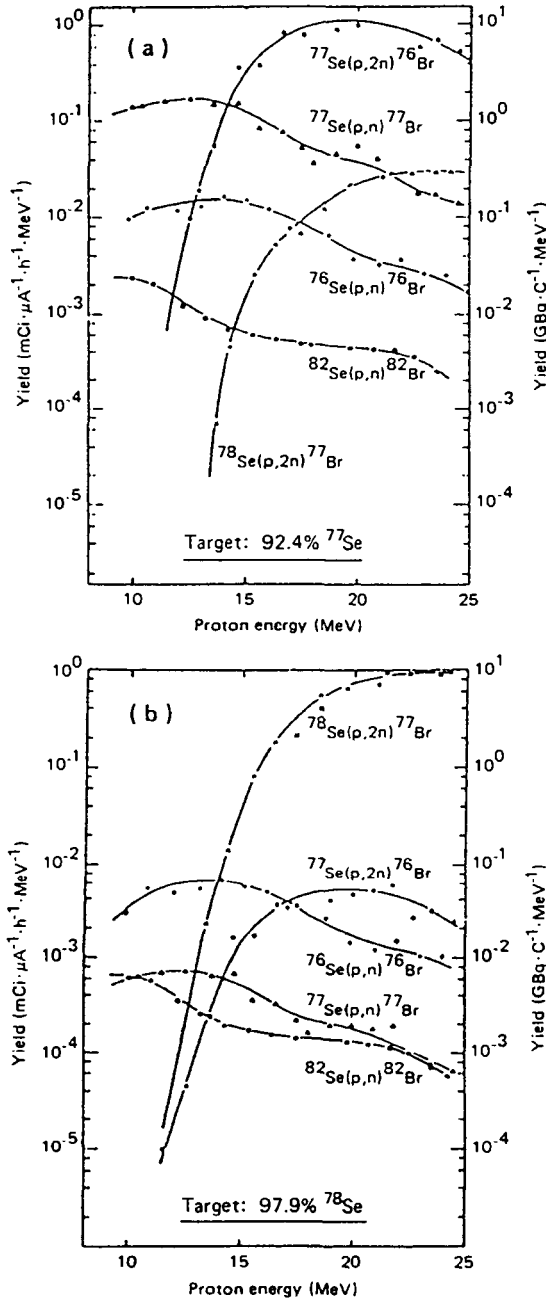 (a)
10⁰
10⁻¹
10⁻²
10⁻³
10⁻⁴
10⁻⁵
Yield (mCi·μA⁻¹·h⁻¹·MeV⁻¹)
⁷⁷Se(p,2n)⁷⁶Br
⁷⁷Se(p,n)⁷⁷Br
⁷⁶Se(p,n)⁷⁶Br
⁸²Se(p,n)⁸²Br
⁷⁸Se(p,2n)⁷⁷Br
Target: 92.4% ⁷⁷Se
10¹
10⁰
10⁻¹
10⁻²
10⁻³
10⁻⁴
Yield (GBq·C⁻¹·MeV⁻¹)
10 15 20 25
Proton energy (MeV)
(b)
10⁰
10⁻¹
10⁻²
10⁻³
10⁻⁴
10⁻⁵
Yield (mCi·μA⁻¹·h⁻¹·MeV⁻¹)
⁷⁸Se(p,2n)⁷⁷Br
⁷⁷Se(p,2n)⁷⁶Br
⁷⁶Se(p,n)⁷⁶Br
⁷⁷Se(p,n)⁷⁷Br
⁸²Se(p,n)⁸²Br
Target: 97.9% ⁷⁸Se
10¹
10⁰
10⁻¹
10⁻²
10⁻³
10⁻⁴
Yield (GBq·C⁻¹·MeV⁻¹)
10 15 20 25
Proton energy (MeV)